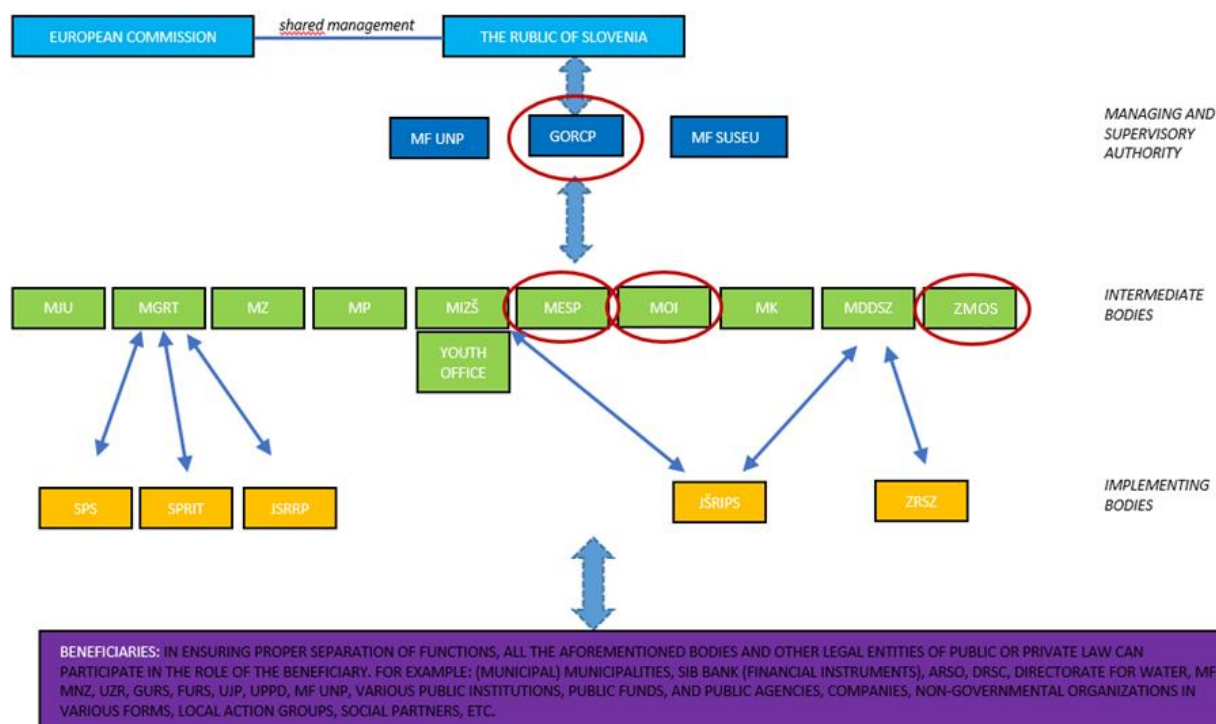 shared management
EUROPEAN COMMISSION
THE RUBLIC OF SLOVENIA
MF UNP
GORCP
MF SUSEU
MANAGING AND
SUPERVISORY
AUTHORITY
MJU
MGRT
MZ
MP
MIZŠ
MESP
MOI
MK
MDDSZ
ZMOS
INTERMEDIATE
BODIES
YOUTH
OFFICE
SPS
SPRIT
JSRRP
JŠRIPS
ZRSZ
IMPLEMENTING
BODIES
BENEFICIARIES: IN ENSURING PROPER SEPARATION OF FUNCTIONS, ALL THE AFOREMENTIONED BODIES AND OTHER LEGAL ENTITIES OF PUBLIC OR PRIVATE LAW CAN
PARTICIPATE IN THE ROLE OF THE BENEFICIARY. FOR EXAMPLE: (MUNICIPAL) MUNICIPALITIES, SIB BANK (FINANCIAL INSTRUMENTS), ARSO, DRSC, DIRECTORATE FOR WATER, MF
MNZ, UZR, GURS, FURS, UJP, UPPD, MF UNP, VARIOUS PUBLIC INSTITUTIONS, PUBLIC FUNDS, AND PUBLIC AGENCIES, COMPANIES, NON-GOVERNMENTAL ORGANIZATIONS IN
VARIOUS FORMS, LOCAL ACTION GROUPS, SOCIAL PARTNERS, ETC.